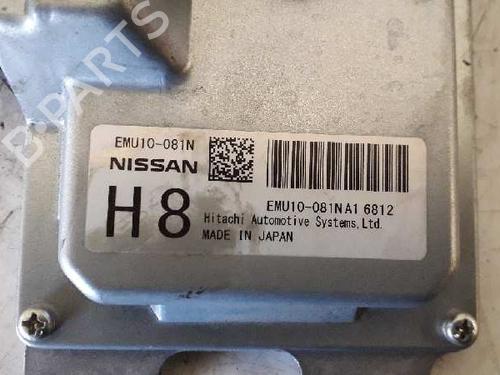 EMU10-081N
NISSAN
H8
EMU10-081NA1 6812
Hitachi Automotive Systems,Ltd.
MADE IN JAPAN
B-PARTS